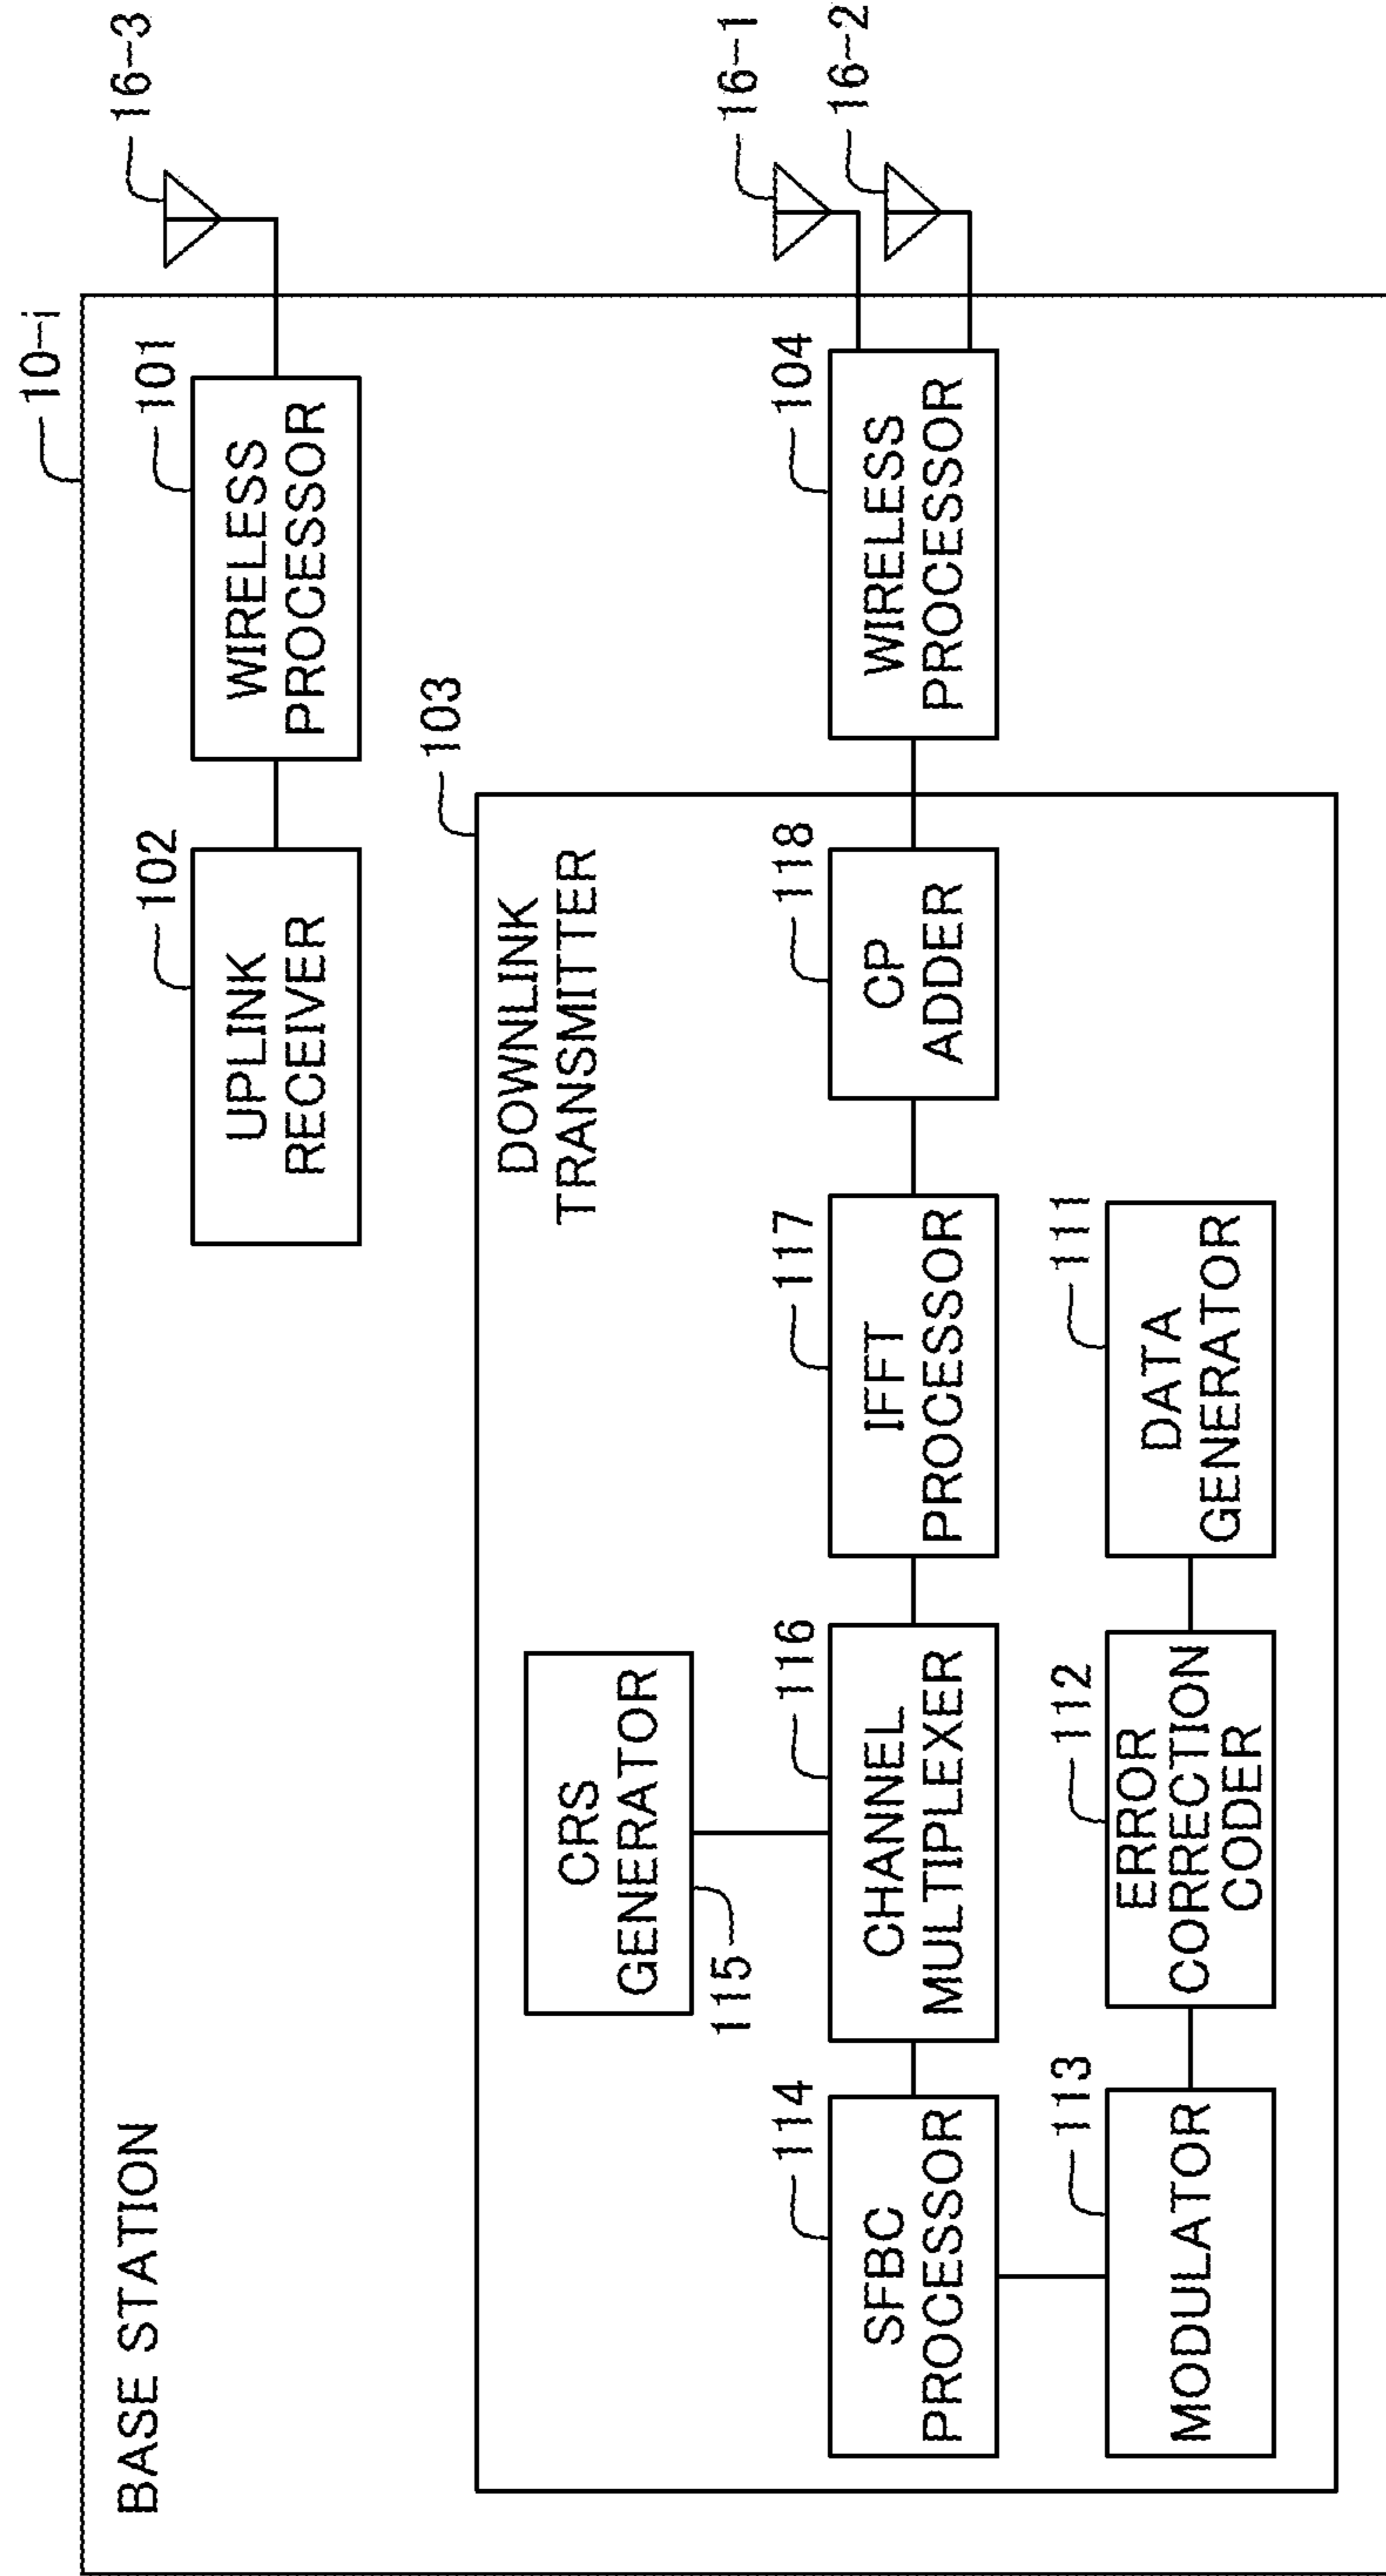 10-i
BASE STATION
16-3
102
101
UPLINK
RECEIVER
WIRELESS
PROCESSOR
103
DOWNLINK
TRANSMITTER
CRS
GENERATOR
115
16-1
16-2
114
116
117
118
104
SFBC
PROCESSOR
CHANNEL
MULTIPLEXER
IFFT
PROCESSOR
CP
ADDER
WIRELESS
PROCESSOR
113
112
111
MODULATOR
ERROR
CORRECTION
CODER
DATA
GENERATOR